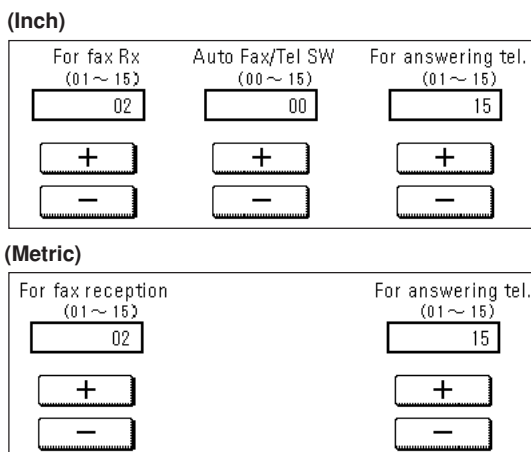 (Inch)
For fax Rx Auto Fax/Tel SW For answering tel.
(01～15) (00～15) (01～15)
02 00 15
+ + +
− − −
(Metric)
For fax reception For answering tel.
(01～15) (01～15)
02 15
+ +
− −